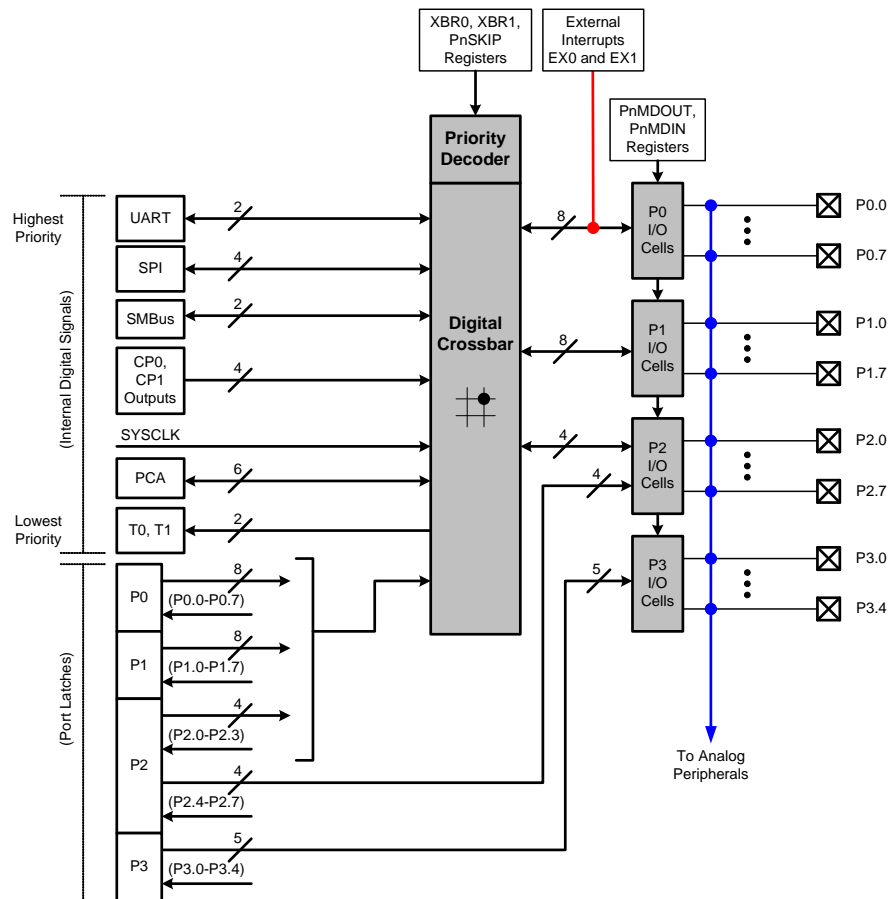 XBR0, XBR1,
PnSKIP
Registers
External
Interrupts
EX0 and EX1
PnMDOUT,
PnMDIN
Registers
Priority
Decoder
Highest
Priority
(Internal Digital Signals)
Lowest
Priority
UART
2
SPI
4
SMBus
2
CP0,
CP1
Outputs
4
SYSCLK
PCA
6
T0, T1
2
Digital
Crossbar
8
P0
I/O
Cells
P0.0
P0.7
8
P1
I/O
Cells
P1.0
P1.7
4
4
P2
I/O
Cells
P2.0
P2.7
5
P3
I/O
Cells
P3.0
P3.4
To Analog
Peripherals
(Port Latches)
P0
8
(P0.0-P0.7)
P1
8
(P1.0-P1.7)
P2
4
(P2.0-P2.3)
4
(P2.4-P2.7)
P3
5
(P3.0-P3.4)